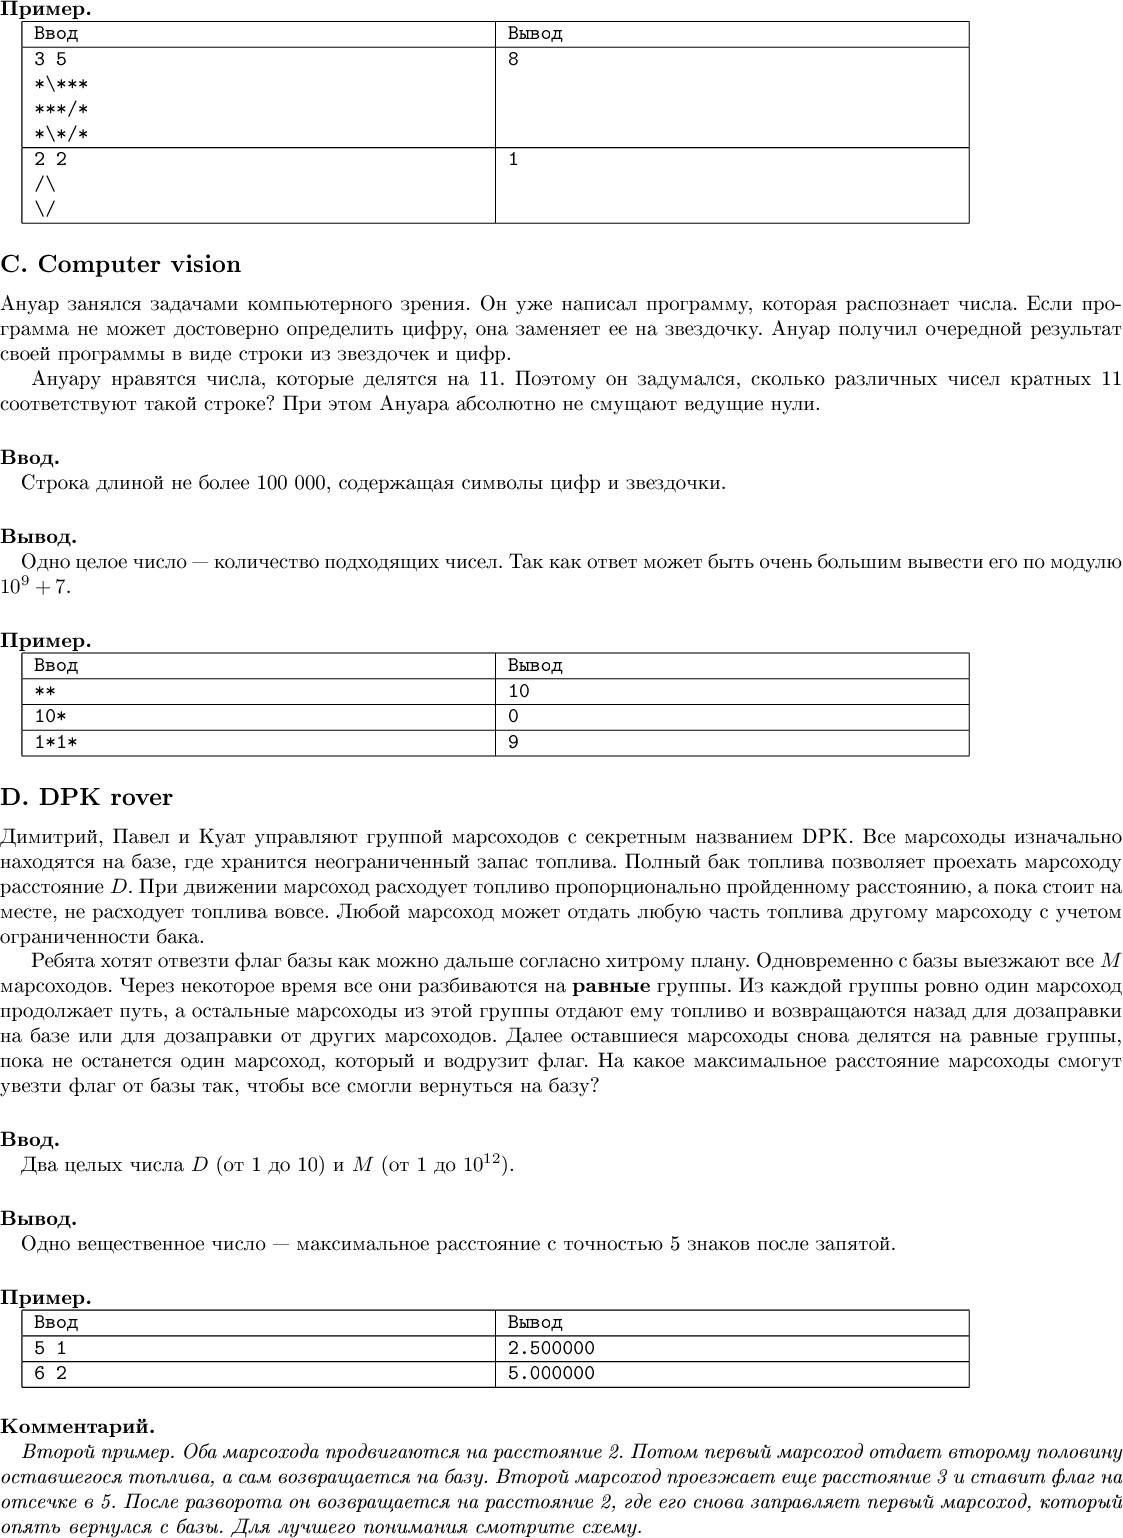 Пример.
Ввод Вывод
3 5 8
*\***
***/*
*\*/*
2 2 1
/\
\/
C. Computer vision
Ануар занялся задачами компьютерного зрения. Он уже написал программу, которая распознает числа. Если про-
грамма не может достоверно определить цифру, она заменяет ее на звездочку. Ануар получил очередной результат
своей программы в виде строки из звездочек и цифр.
Ануару нравятся числа, которые делятся на 11. Поэтому он задумался, сколько различных чисел кратных 11
соответствуют такой строке? При этом Ануара абсолютно не смущают ведущие нули.
Ввод.
Строка длиной не более 100 000, содержащая символы цифр и звездочки.
Вывод.
Одно целое число — количество подходящих чисел. Так как ответ может быть очень большим вывести его по модулю
10⁹ + 7.
Пример.
Ввод Вывод
** 10
10* 0
1*1* 9
D. DPK rover
Димитрий, Павел и Куат управляют группой марсоходов с секретным названием DPK. Все марсоходы изначально
находятся на базе, где хранится неограниченный запас топлива. Полный бак топлива позволяет проехать марсоходу
расстояние D. При движении марсоход расходует топливо пропорционально пройденному расстоянию, а пока стоит на
месте, не расходует топлива вовсе. Любой марсоход может отдать любую часть топлива другому марсоходу с учетом
ограниченности бака.
Ребята хотят отвезти флаг базы как можно дальше согласно хитрому плану. Одновременно с базы выезжают все M
марсоходов. Через некоторое время все они разбиваются на равные группы. Из каждой группы ровно один марсоход
продолжает путь, а остальные марсоходы из этой группы отдают ему топливо и возвращаются назад для дозаправки
на базе или для дозаправки от других марсоходов. Далее оставшиеся марсоходы снова делятся на равные группы,
пока не останется один марсоход, который и водрузит флаг. На какое максимальное расстояние марсоходы смогут
увезти флаг от базы так, чтобы все смогли вернуться на базу?
Ввод.
Два целых числа D (от 1 до 10) и M (от 1 до 10¹²).
Вывод.
Одно вещественное число — максимальное расстояние с точностью 5 знаков после запятой.
Пример.
Ввод Вывод
5 1 2.500000
6 2 5.000000
Комментарий.
Второй пример. Оба марсохода продвигаются на расстояние 2. Потом первый марсоход отдает второму половину
оставшегося топлива, а сам возвращается на базу. Второй марсоход проезжает еще расстояние 3 и ставит флаг на
отсечке в 5. После разворота он возвращается на расстояние 2, где его снова заправляет первый марсоход, который
опять вернулся с базы. Для лучшего понимания смотрите схему.